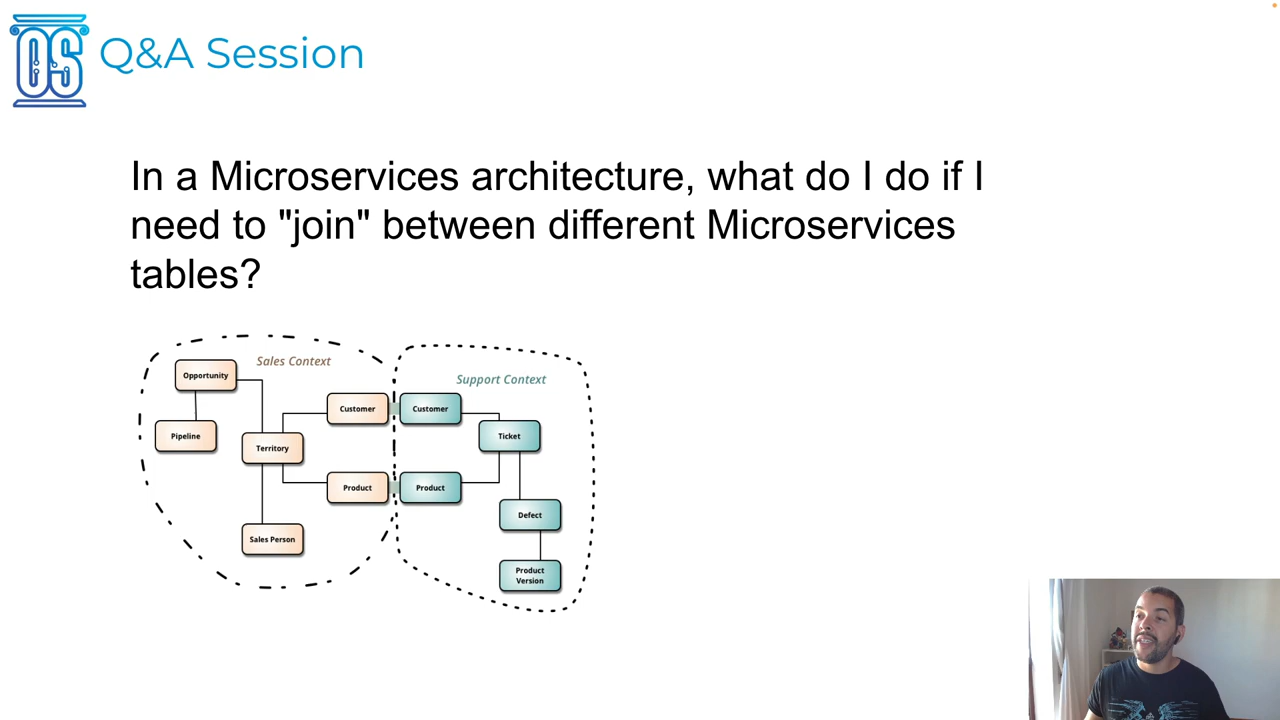 OS
Q&A Session
In a Microservices architecture, what do I do if I
need to "join" between different Microservices
tables?
Sales Context
Support Context
Opportunity
Customer
Customer
Pipeline
Territory
Ticket
Product
Product
Defect
Sales Person
Product
Version